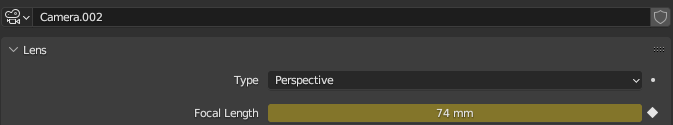 Camera.002
Lens
Type Perspective
Focal Length 74 mm